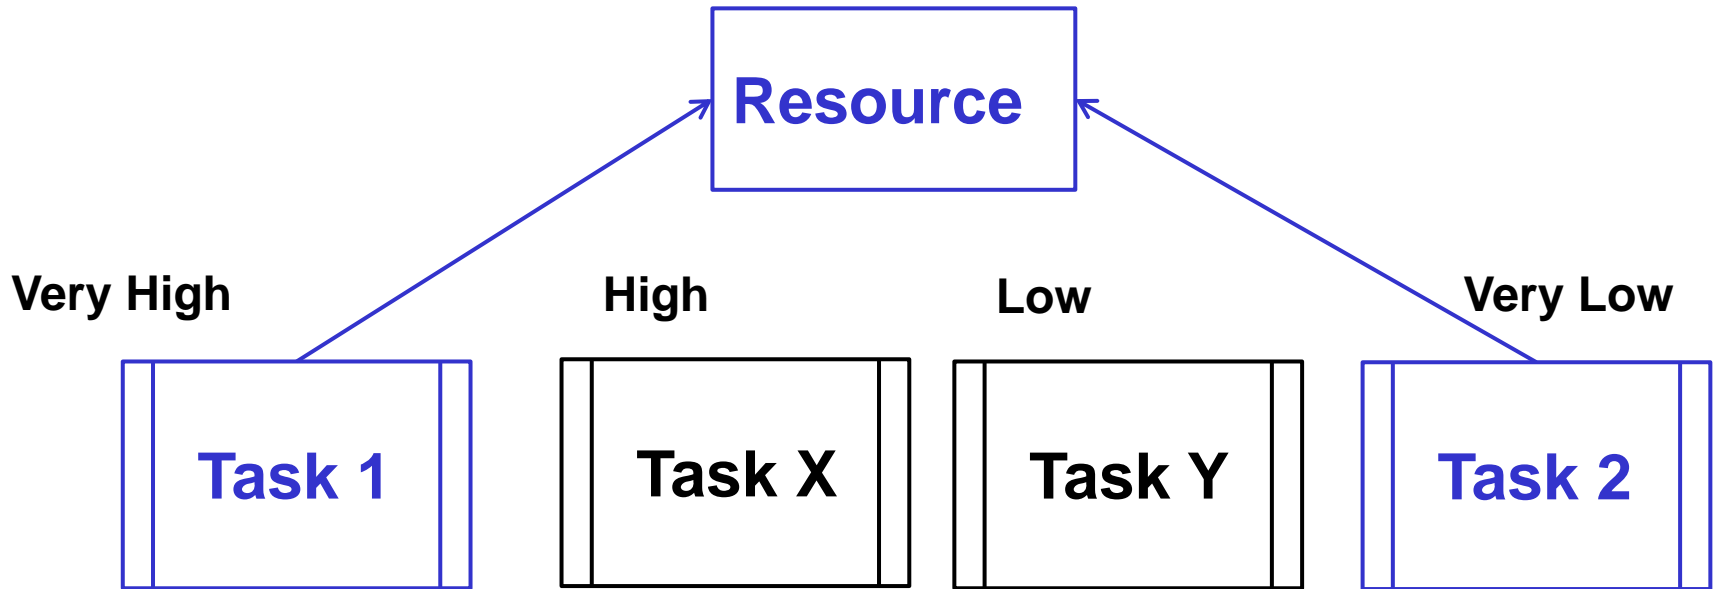 Resource
Very High
High
Low
Very Low
Task 1
Task X
Task Y
Task 2